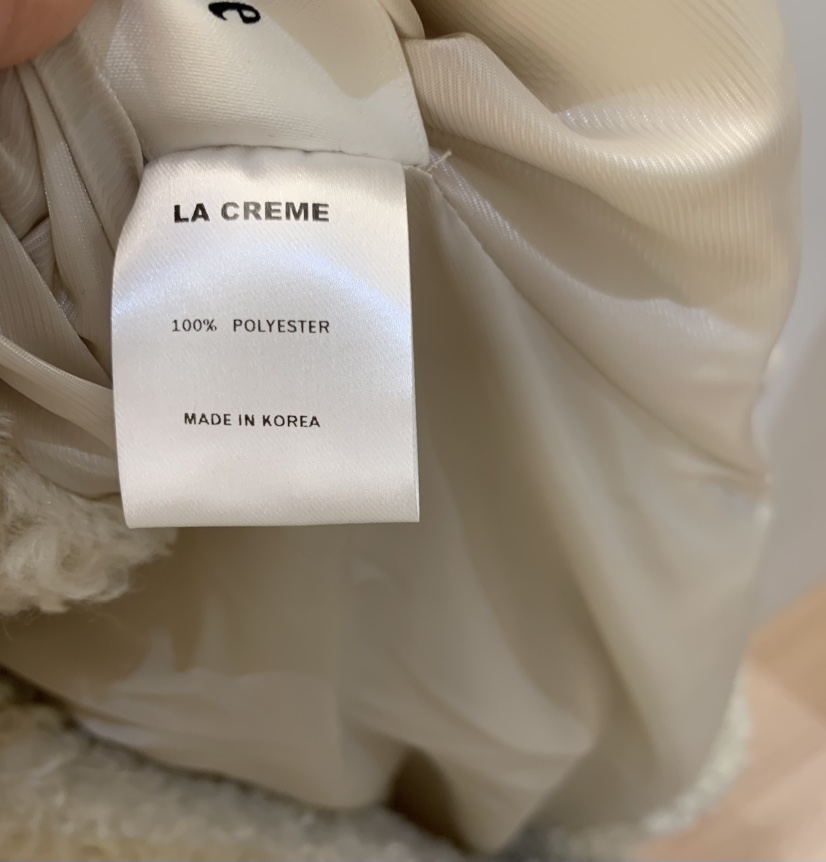 e
LA CREME
100% POLYESTER
MADE IN KOREA